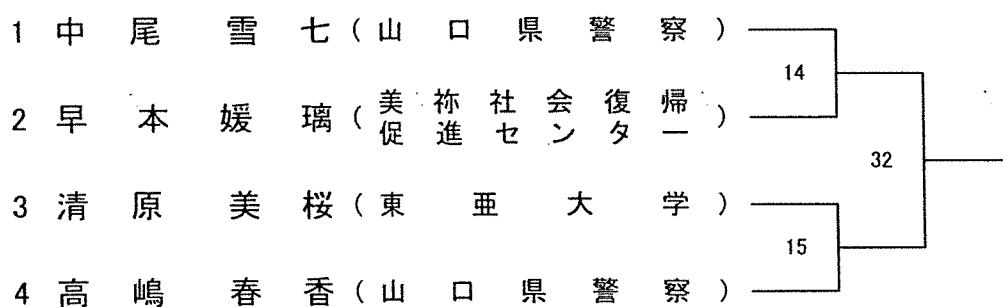 1 中尾 雪七 (山口県警察)
14
2 早本 媛璃 (美祢社会復帰促進センター)
32
3 清原 美桜 (東亜大学)
15
4 高嶋 春香 (山口県警察)